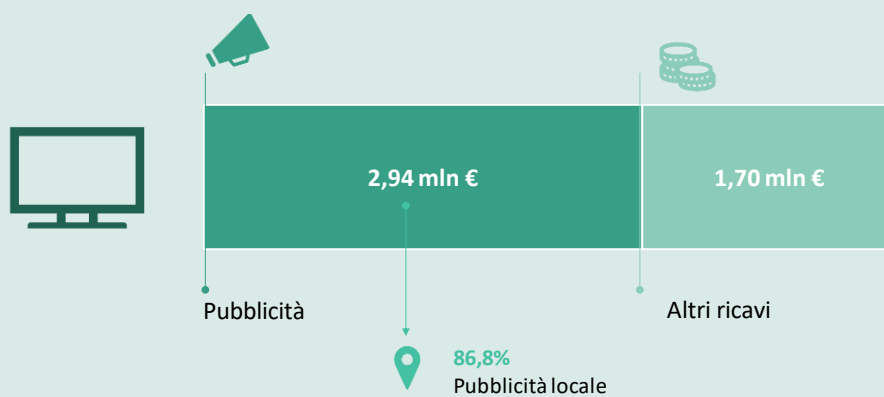 2,94 mln €
1,70 mln €
Pubblicità
Altri ricavi
86,8%
Pubblicità locale